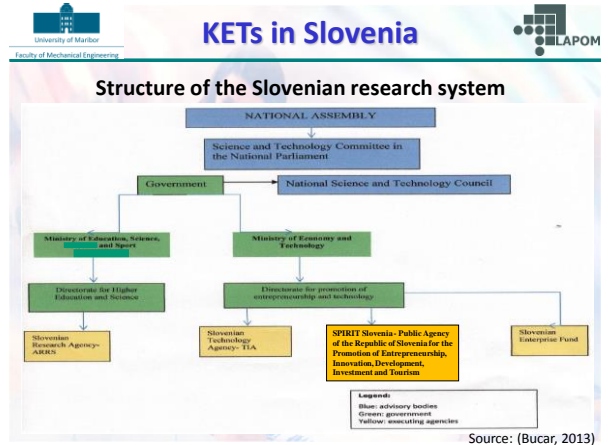 University of Maribor
Faculty of Mechanical Engineering
KETs in Slovenia
LAPOM
Structure of the Slovenian research system
NATIONAL ASSEMBLY
Science and Technology Committee in
the National Parliament
Government
National Science and Technology Council
Ministry of Education, Science,
and Sport
Ministry of Economy and
Technology
Directorate for Higher
Education and Science
Directorate for promotion of
entrepreneurship and technology
Slovenian
Research Agency-
ARRS
Slovenian
Technology
Agency- TIA
SPIRIT Slovenia - Public Agency
of the Republic of Slovenia for the
Promotion of Entrepreneurship,
Innovation, Development,
Investment and Tourism
Slovenian
Enterprise Fund
Legend:
Blue: advisory bodies
Green: government
Yellow: executing agencies
Source: (Bucar, 2013)